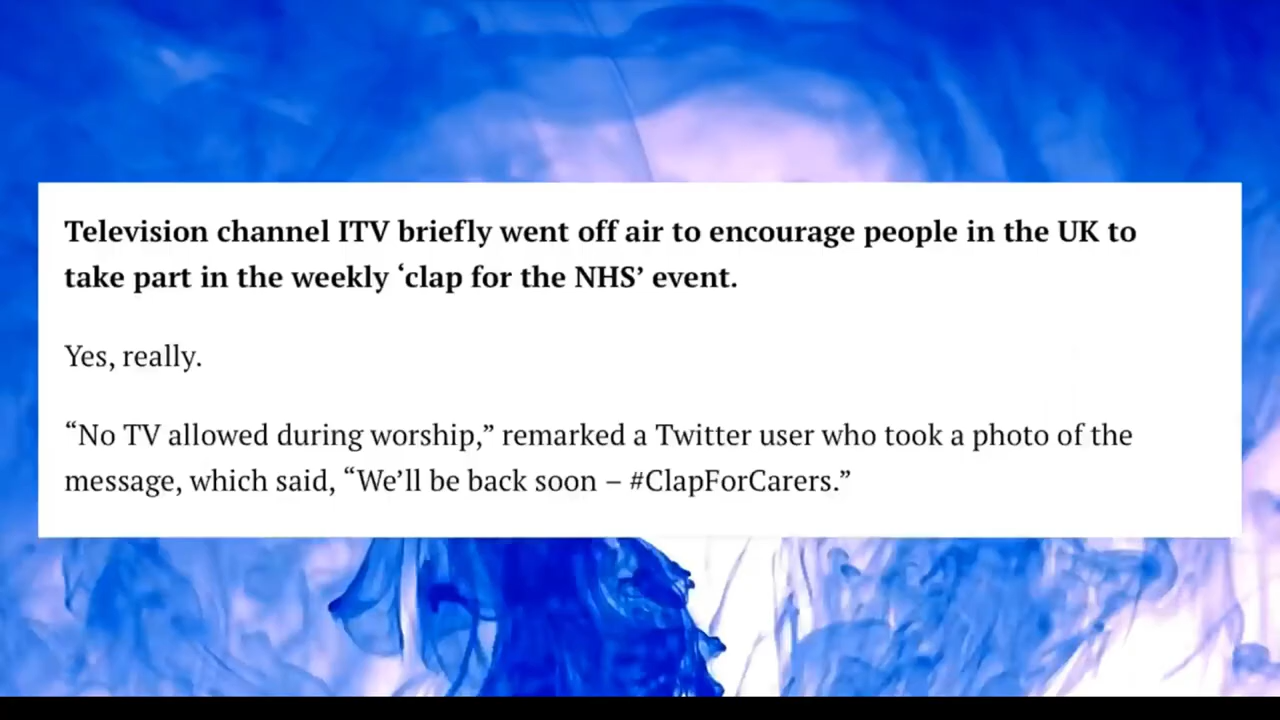 Television channel ITV briefly went off air to encourage people in the UK to
take part in the weekly ‘clap for the NHS’ event.
Yes, really.
“No TV allowed during worship,” remarked a Twitter user who took a photo of the
message, which said, “We’ll be back soon – #ClapForCarers.”